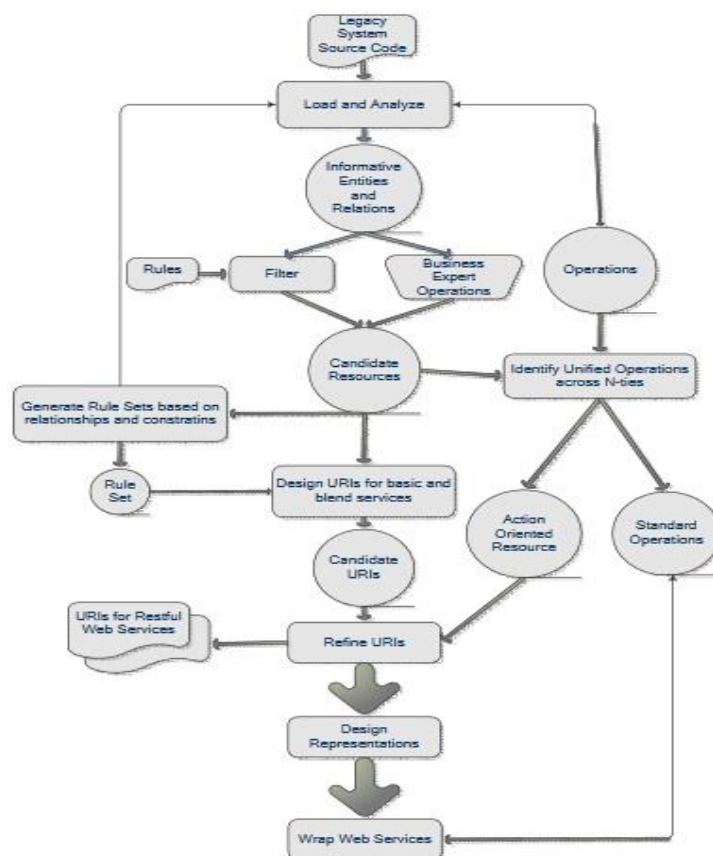 Legacy
System
Source Code
Load and Analyze
Informative
Entities
and
Relations
Rules
Filter
Business
Expert
Operations
Operations
Candidate
Resources
Identify Unified Operations
across N-ties
Generate Rule Sets based on
relationships and constratins
Rule
Set
Design URIs for basic and
blend services
Action
Oriented
Resource
Standard
Operations
Candidate
URIs
URIs for Restful
Web Services
Refine URIs
Design
Representations
Wrap Web Services